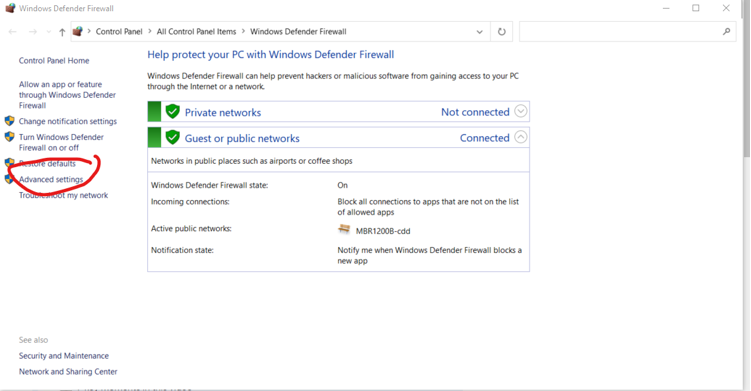 Windows Defender Firewall
Control Panel > All Control Panel Items > Windows Defender Firewall
Control Panel Home
Allow an app or feature
through Windows Defender
Firewall
Change notification settings
Turn Windows Defender
Firewall on or off
Restore defaults
Advanced settings
Troubleshoot my network
See also
Security and Maintenance
Network and Sharing Center
Help protect your PC with Windows Defender Firewall
Windows Defender Firewall can help prevent hackers or malicious software from gaining access to your PC
through the Internet or a network.
Private networks Not connected
Guest or public networks Connected
Networks in public places such as airports or coffee shops
Windows Defender Firewall state: On
Incoming connections: Block all connections to apps that are not on the list
of allowed apps
Active public networks: MBR1200B-cdd
Notification state: Notify me when Windows Defender Firewall blocks a
new app